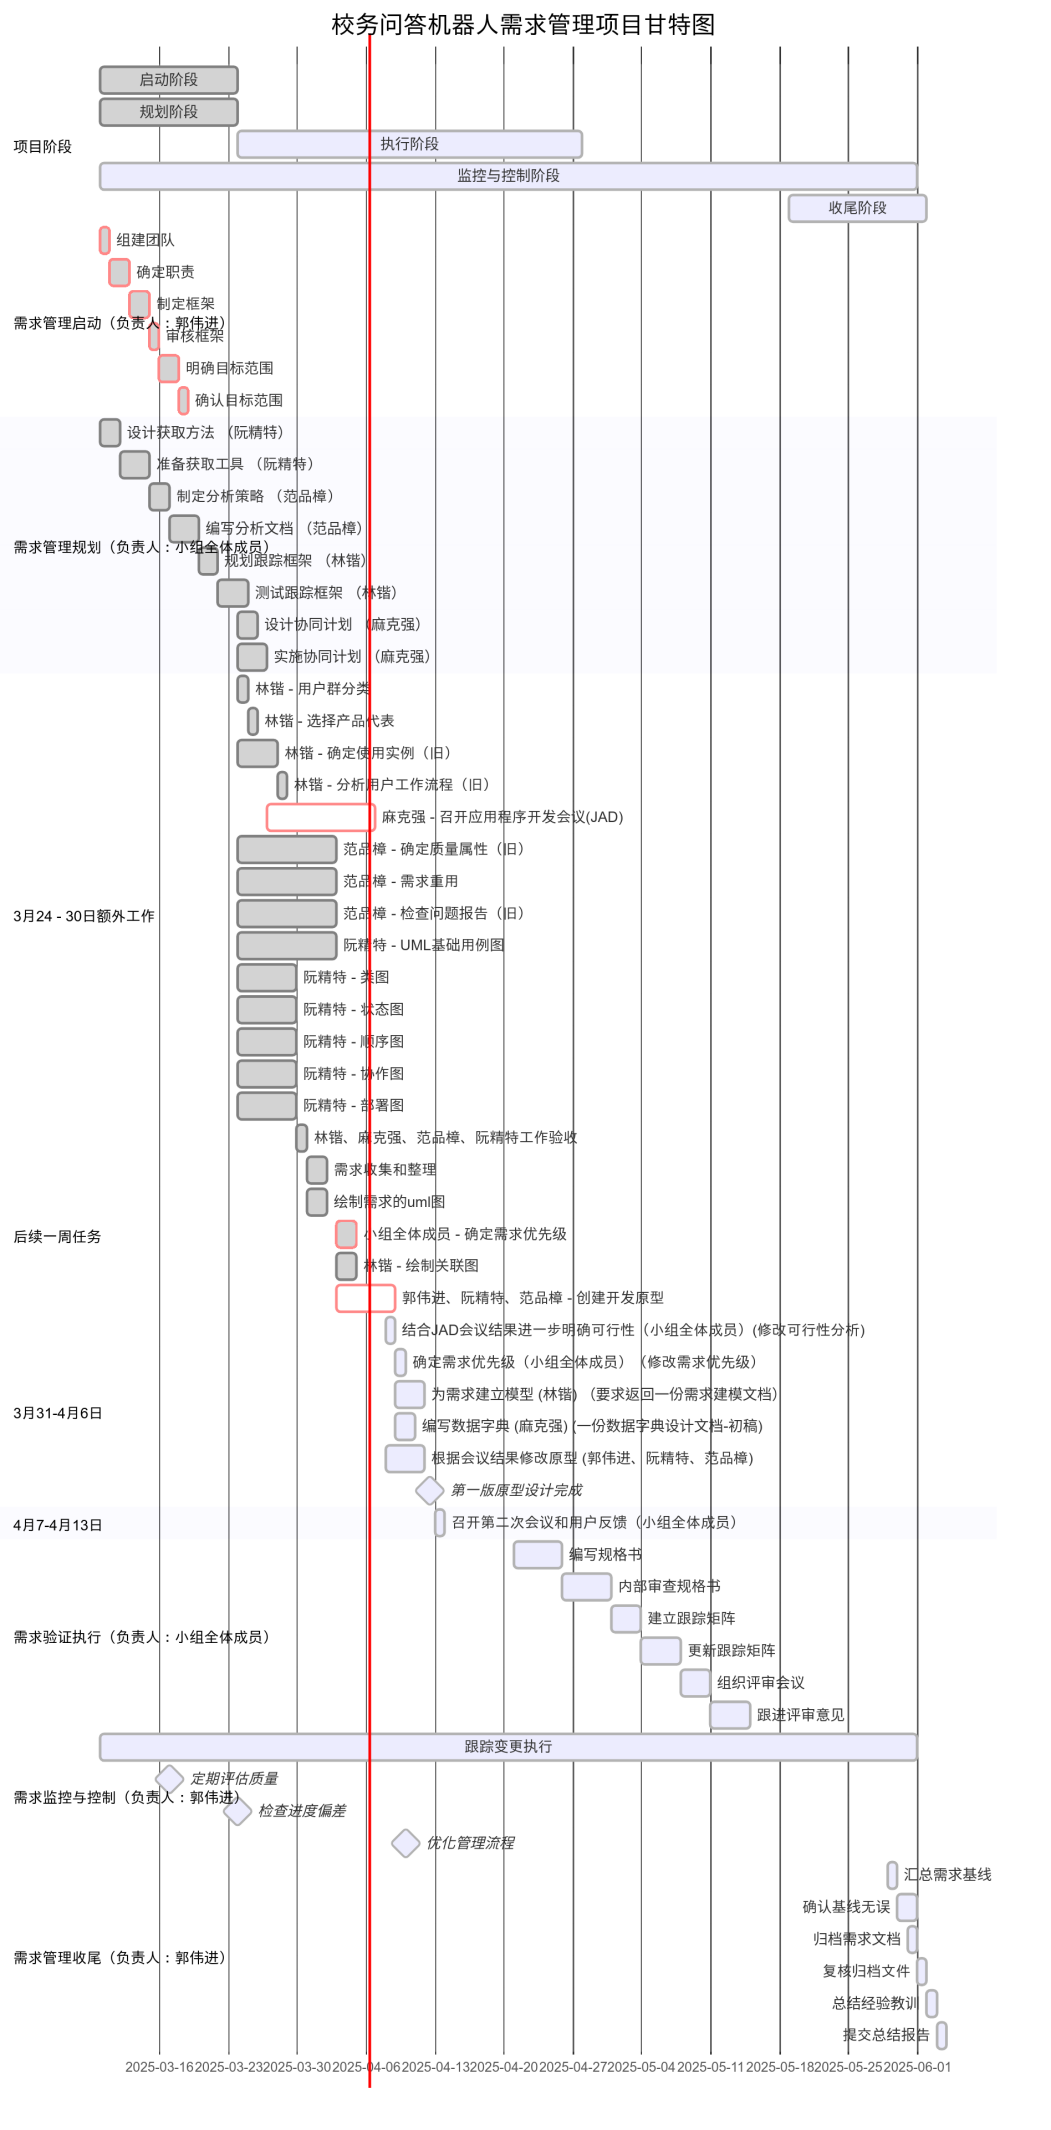 校务问答机器人需求管理项目甘特图
启动阶段
规划阶段
执行阶段
项目阶段
监控与控制阶段
收尾阶段
组建团队
确定职责
制定框架
需求管理启动（负责人：郭伟进）
审核框架
明确目标范围
确认目标范围
设计获取方法 （阮精特）
准备获取工具 （阮精特）
制定分析策略 （范品樟）
编写分析文档 （范品樟）
需求管理规划（负责人：小组全体成员）
规划跟踪框架 （林锴）
测试跟踪框架 （林锴）
设计协同计划 （麻克强）
实施协同计划 （麻克强）
林锴 - 用户群分类
林锴 - 选择产品代表
林锴 - 确定使用实例（旧）
林锴 - 分析用户工作流程（旧）
麻克强 - 召开应用程序开发会议(JAD)
范品樟 - 确定质量属性（旧）
范品樟 - 需求重用
范品樟 - 检查问题报告（旧）
3月24 - 30日额外工作
阮精特 - UML基础用例图
阮精特 - 类图
阮精特 - 状态图
阮精特 - 顺序图
阮精特 - 协作图
阮精特 - 部署图
林锴、麻克强、范品樟、阮精特工作验收
需求收集和整理
绘制需求的uml图
小组全体成员 - 确定需求优先级
后续一周任务
林锴 - 绘制关联图
郭伟进、阮精特、范品樟 - 创建开发原型
结合JAD会议结果进一步明确可行性（小组全体成员）(修改可行性分析)
确定需求优先级（小组全体成员）（修改需求优先级）
为需求建立模型 (林锴) （要求返回一份需求建模文档）
3月31-4月6日
编写数据字典 (麻克强) (一份数据字典设计文档-初稿)
根据会议结果修改原型 (郭伟进、阮精特、范品樟)
第一版原型设计完成
4月7-4月13日
召开第二次会议和用户反馈（小组全体成员）
编写规格书
内部审查规格书
建立跟踪矩阵
需求验证执行（负责人：小组全体成员）
更新跟踪矩阵
组织评审会议
跟进评审意见
跟踪变更执行
定期评估质量
需求监控与控制（负责人：郭伟进）
检查进度偏差
优化管理流程
汇总需求基线
确认基线无误
归档需求文档
需求管理收尾（负责人：郭伟进）
复核归档文件
总结经验教训
提交总结报告
2025-03-16 2025-03-23 2025-03-30 2025-04-06 2025-04-13 2025-04-20 2025-04-27 2025-05-04 2025-05-11 2025-05-18 2025-05-25 2025-06-01